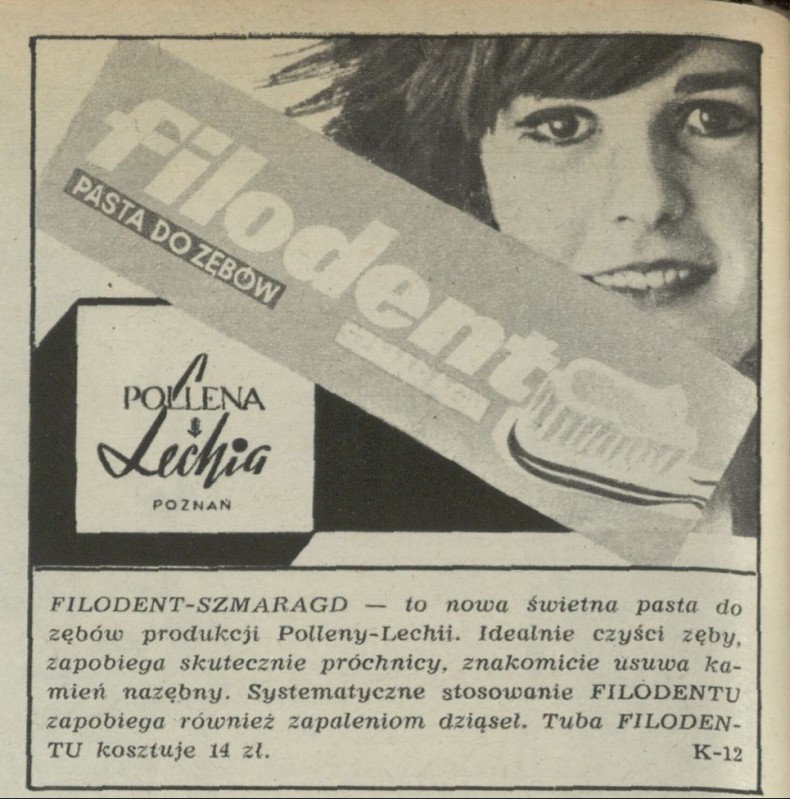 filodent
PASTA DO ZĘBÓW
SZMARAGD
POLLENA
Lechia
POZNAŃ
FILODENT-SZMARAGD — to nowa świetna pasta do
zębów produkcji Polleny-Lechii. Idealnie czyści zęby,
zapobiega skutecznie próchnicy, znakomicie usuwa ka-
mień nazębny. Systematyczne stosowanie FILODENTU
zapobiega również zapaleniom dziąseł. Tuba FILODEN-
TU kosztuje 14 zł. K-12